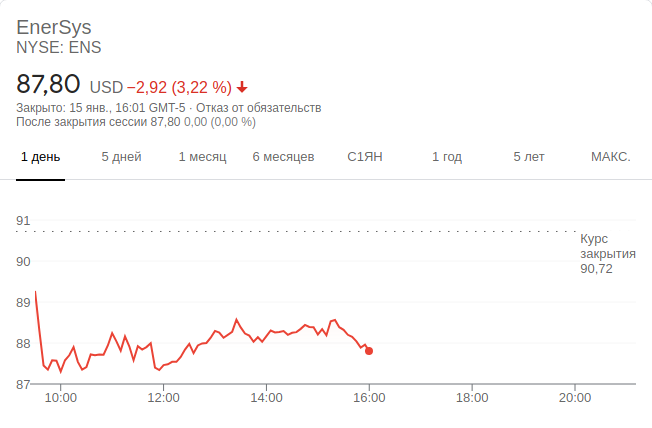 EnerSys
NYSE: ENS
87,80 USD −2,92 (3,22 %)
Закрыто: 15 янв., 16:01 GMT-5 · Отказ от обязательств
После закрытия сессии 87,80 0,00 (0,00 %)
1 день 5 дней 1 месяц 6 месяцев С1ЯН 1 год 5 лет МАКС.
91
Курс
закрытия
90,72
90
89
88
87
10:00 12:00 14:00 16:00 18:00 20:00